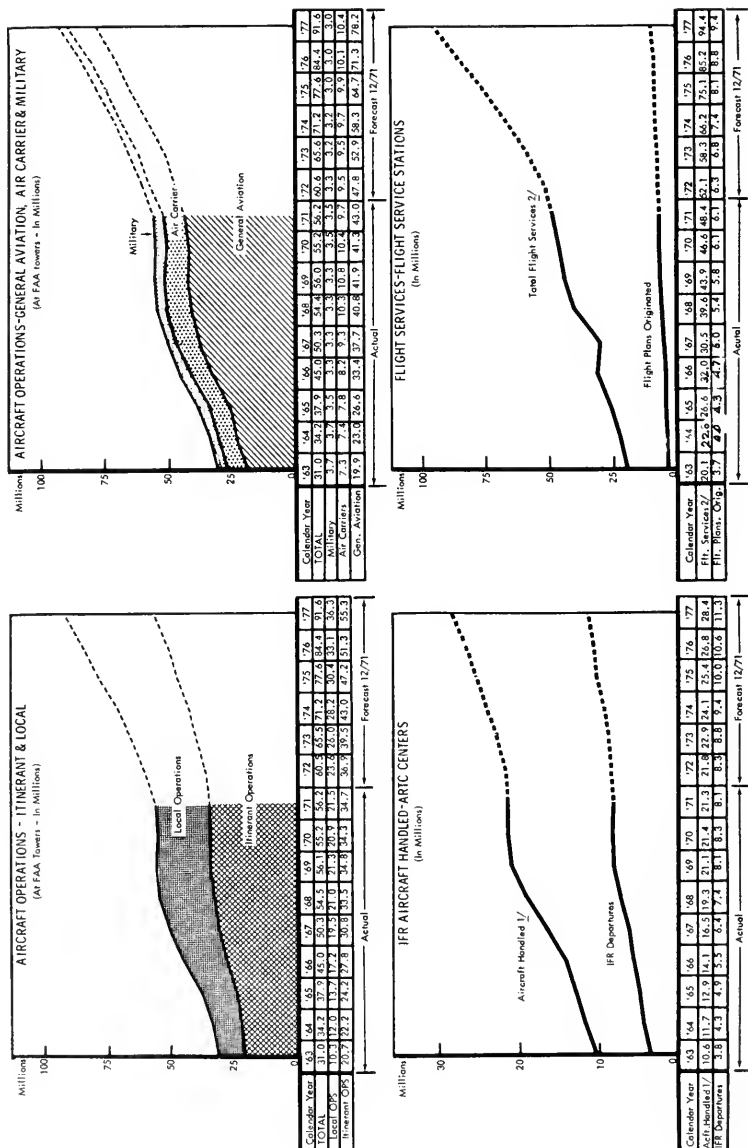 AIRCRAFT OPERATIONS - ITINERANT & LOCAL
(At FAA Towers - In Millions)
Millions
100
75
50
25
0
Local Operations
Itinerant Operations
Calendar Year '63 '64 '65 '66 '67 '68 '69 '70 '71 '72 '73 '74 '75 '76 '77
TOTAL 31.0 34.2 37.9 45.0 50.3 54.5 56.1 55.2 56.2 60.5 65.5 71.2 77.6 84.4 91.6
Local OPS 10.3 12.0 13.7 17.2 19.5 21.0 21.3 20.9 21.5 23.6 26.0 28.2 30.4 33.1 36.3
Itinerant OPS 20.7 22.2 24.2 27.8 30.8 33.5 34.8 34.3 34.7 36.9 39.5 43.0 47.2 51.3 55.3
Actual
Forecast 12/71
AIRCRAFT OPERATIONS-GENERAL AVIATION, AIR CARRIER & MILITARY
(At FAA towers - In Millions)
Millions
100
75
50
25
0
Military
Air Carrier
General Aviation
Calendar Year '63 '64 '65 '66 '67 '68 '69 '70 '71 '72 '73 '74 '75 '76 '77
TOTAL 31.0 34.2 37.9 45.0 50.3 54.4 56.0 55.2 56.2 60.6 65.6 71.2 77.6 84.4 91.6
Military 3.7 3.7 3.5 3.3 3.3 3.3 3.3 3.5 3.5 3.3 3.2 3.2 3.0 3.0 3.0
Air Carriers 7.3 7.4 7.8 8.2 9.3 10.3 10.8 10.4 9.7 9.5 9.5 9.7 9.9 10.1 10.4
Gen. Aviation 19.9 23.0 26.6 33.4 37.7 40.8 41.9 41.3 43.0 47.8 52.9 58.3 64.7 71.3 78.2
Actual
Forecast 12/71
IFR AIRCRAFT HANDLED-ARTC CENTERS
(In Millions)
Millions
30
20
10
0
Aircraft Handled 1/
IFR Departures
Calendar Year '63 '64 '65 '66 '67 '68 '69 '70 '71 '72 '73 '74 '75 '76 '77
Acft.Handled 1/ 10.6 11.7 12.9 14.1 16.5 19.3 21.1 21.4 21.3 21.8 22.9 24.1 25.4 26.8 28.4
IFR Departures 3.8 4.3 4.9 5.5 6.4 7.4 8.1 8.3 8.1 8.3 8.8 9.4 10.0 10.6 11.3
Actual
Forecast 12/71
FLIGHT SERVICES-FLIGHT SERVICE STATIONS
(In Millions)
Millions
100
75
50
25
0
Total Flight Services 2/
Flight Plans Originated
Calendar Year '63 '65 '66 '67 '68 '69 '70 '71 '72 '73 '74 '75 '76 '77
Flt. Services 2/ 20.1 26.6 32.0 30.5 39.6 43.9 46.6 48.4 58.3 66.2 75.1 85.2 94.4
Flt. Plans. Orig. 3.7 4.3 4.7 5.4 5.8 6.1 6.1 6.3 6.8 7.4 8.1 8.8 9.4
Acutal
Forecast 12/71